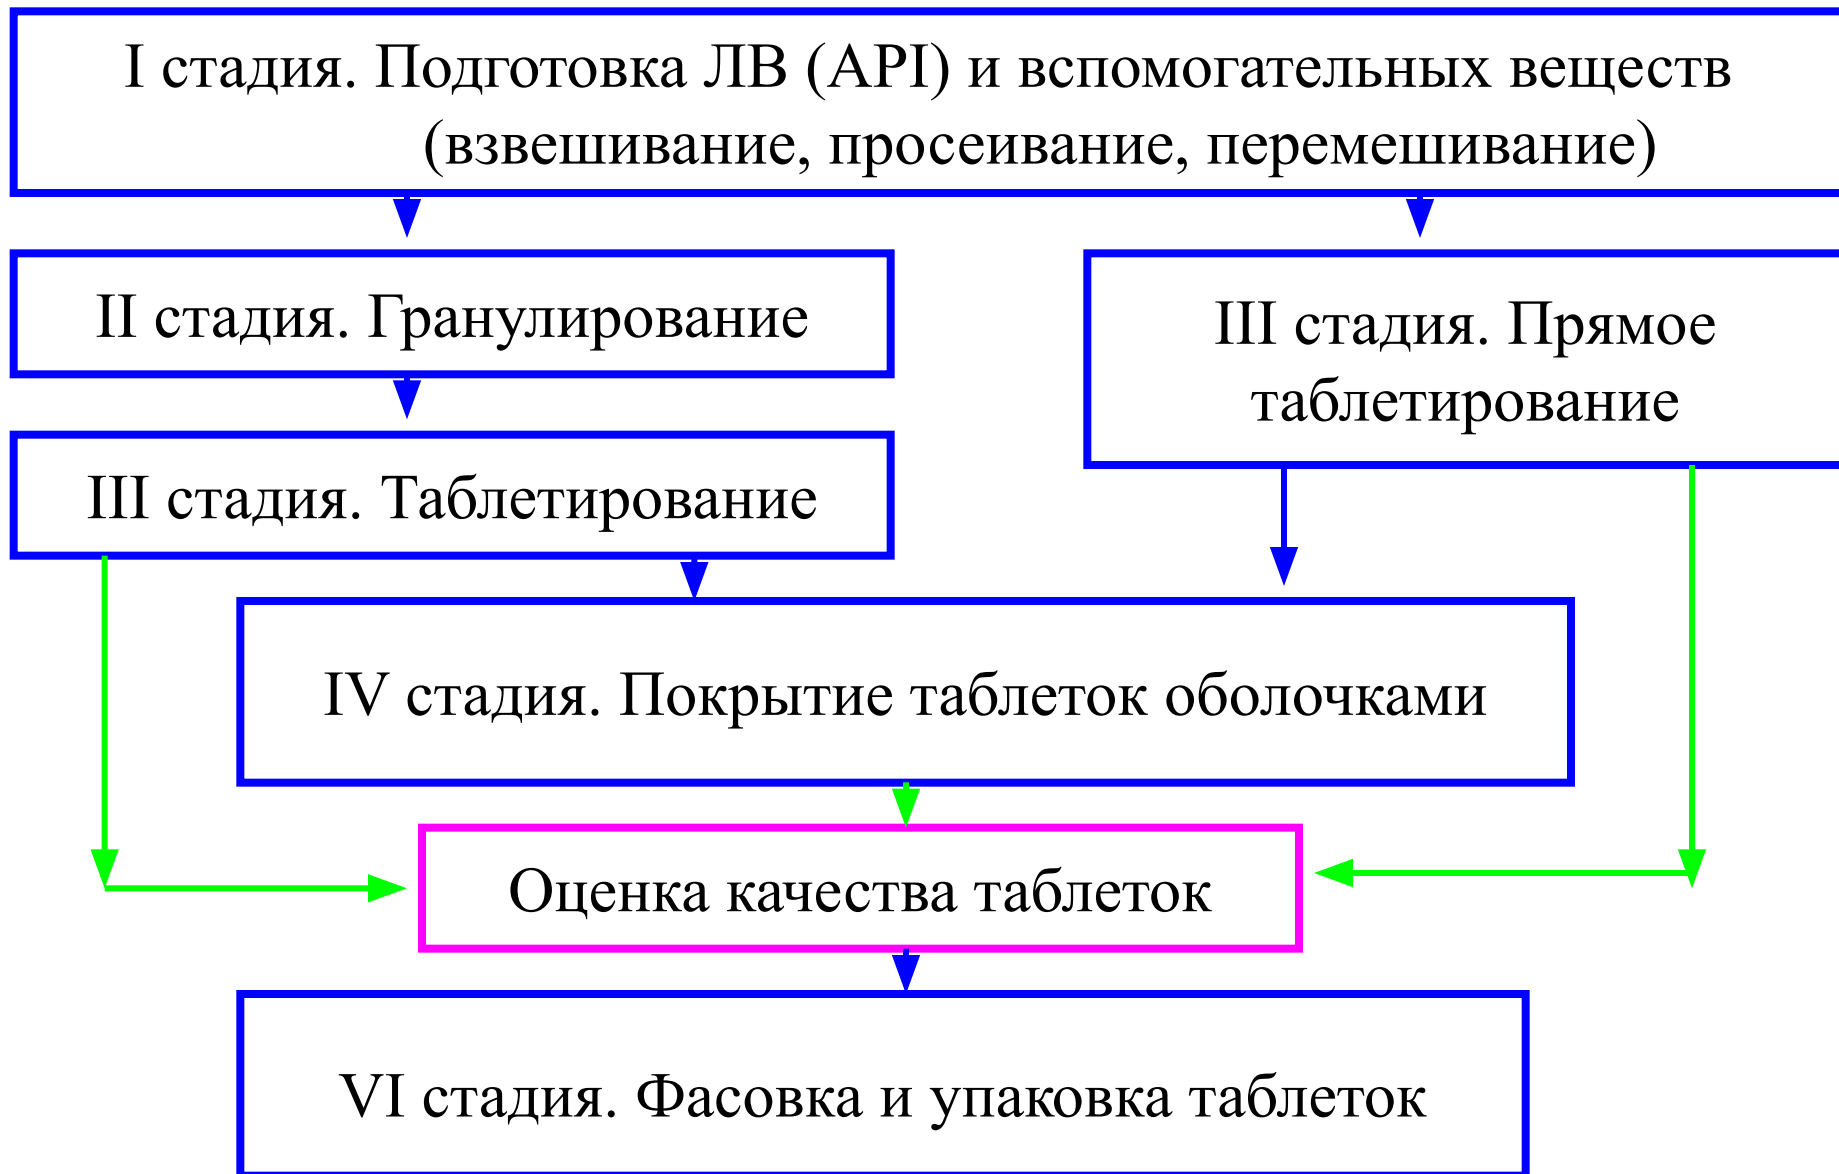 I стадия. Подготовка ЛВ (API) и вспомогательных веществ
(взвешивание, просеивание, перемешивание)
II стадия. Гранулирование
III стадия. Прямое
таблетирование
III стадия. Таблетирование
IV стадия. Покрытие таблеток оболочками
Оценка качества таблеток
VI стадия. Фасовка и упаковка таблеток